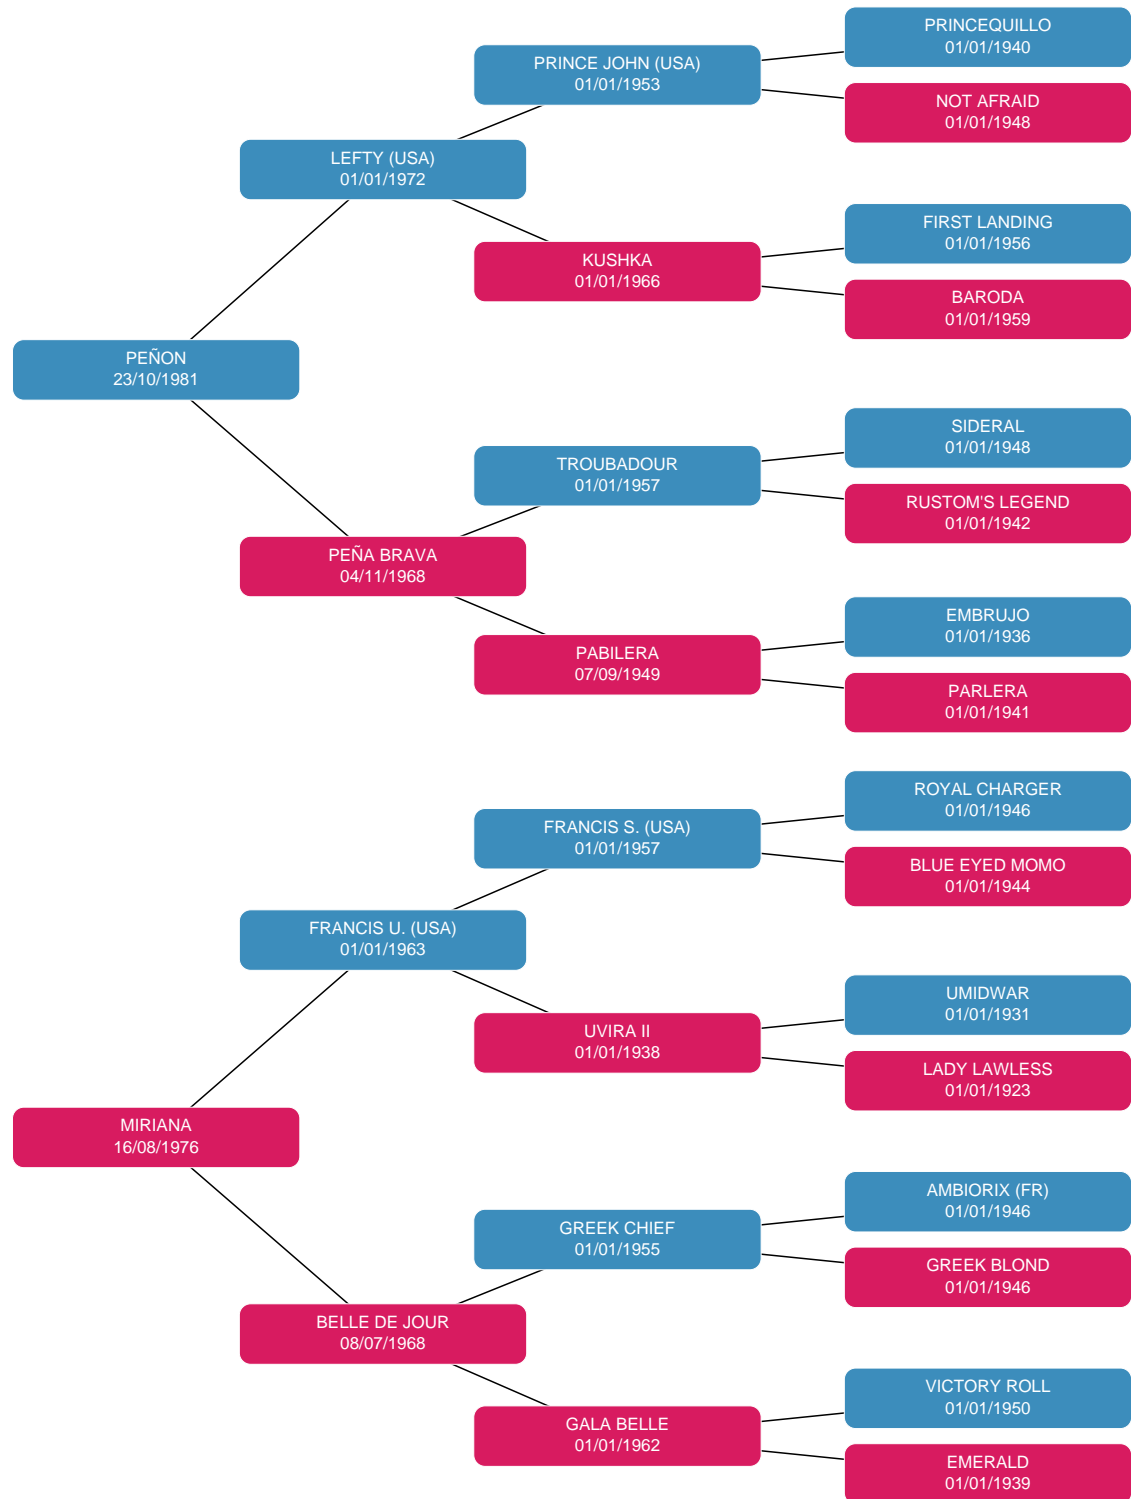 PRINCEQUILLO
01/01/1940
PRINCE JOHN (USA)
01/01/1953
NOT AFRAID
01/01/1948
LEFTY (USA)
01/01/1972
FIRST LANDING
01/01/1956
KUSHKA
01/01/1966
BARODA
01/01/1959
PEÑON
23/10/1981
SIDERAL
01/01/1948
TROUBADOUR
01/01/1957
RUSTOM'S LEGEND
01/01/1942
PEÑA BRAVA
04/11/1968
EMBRUJO
01/01/1936
PABILERA
07/09/1949
PARLERA
01/01/1941
ROYAL CHARGER
01/01/1946
FRANCIS S. (USA)
01/01/1957
BLUE EYED MOMO
01/01/1944
FRANCIS U. (USA)
01/01/1963
UMIDWAR
01/01/1931
UVIRA II
01/01/1938
LADY LAWLESS
01/01/1923
MIRIANA
16/08/1976
AMBIORIX (FR)
01/01/1946
GREEK CHIEF
01/01/1955
GREEK BLOND
01/01/1946
BELLE DE JOUR
08/07/1968
VICTORY ROLL
01/01/1950
GALA BELLE
01/01/1962
EMERALD
01/01/1939